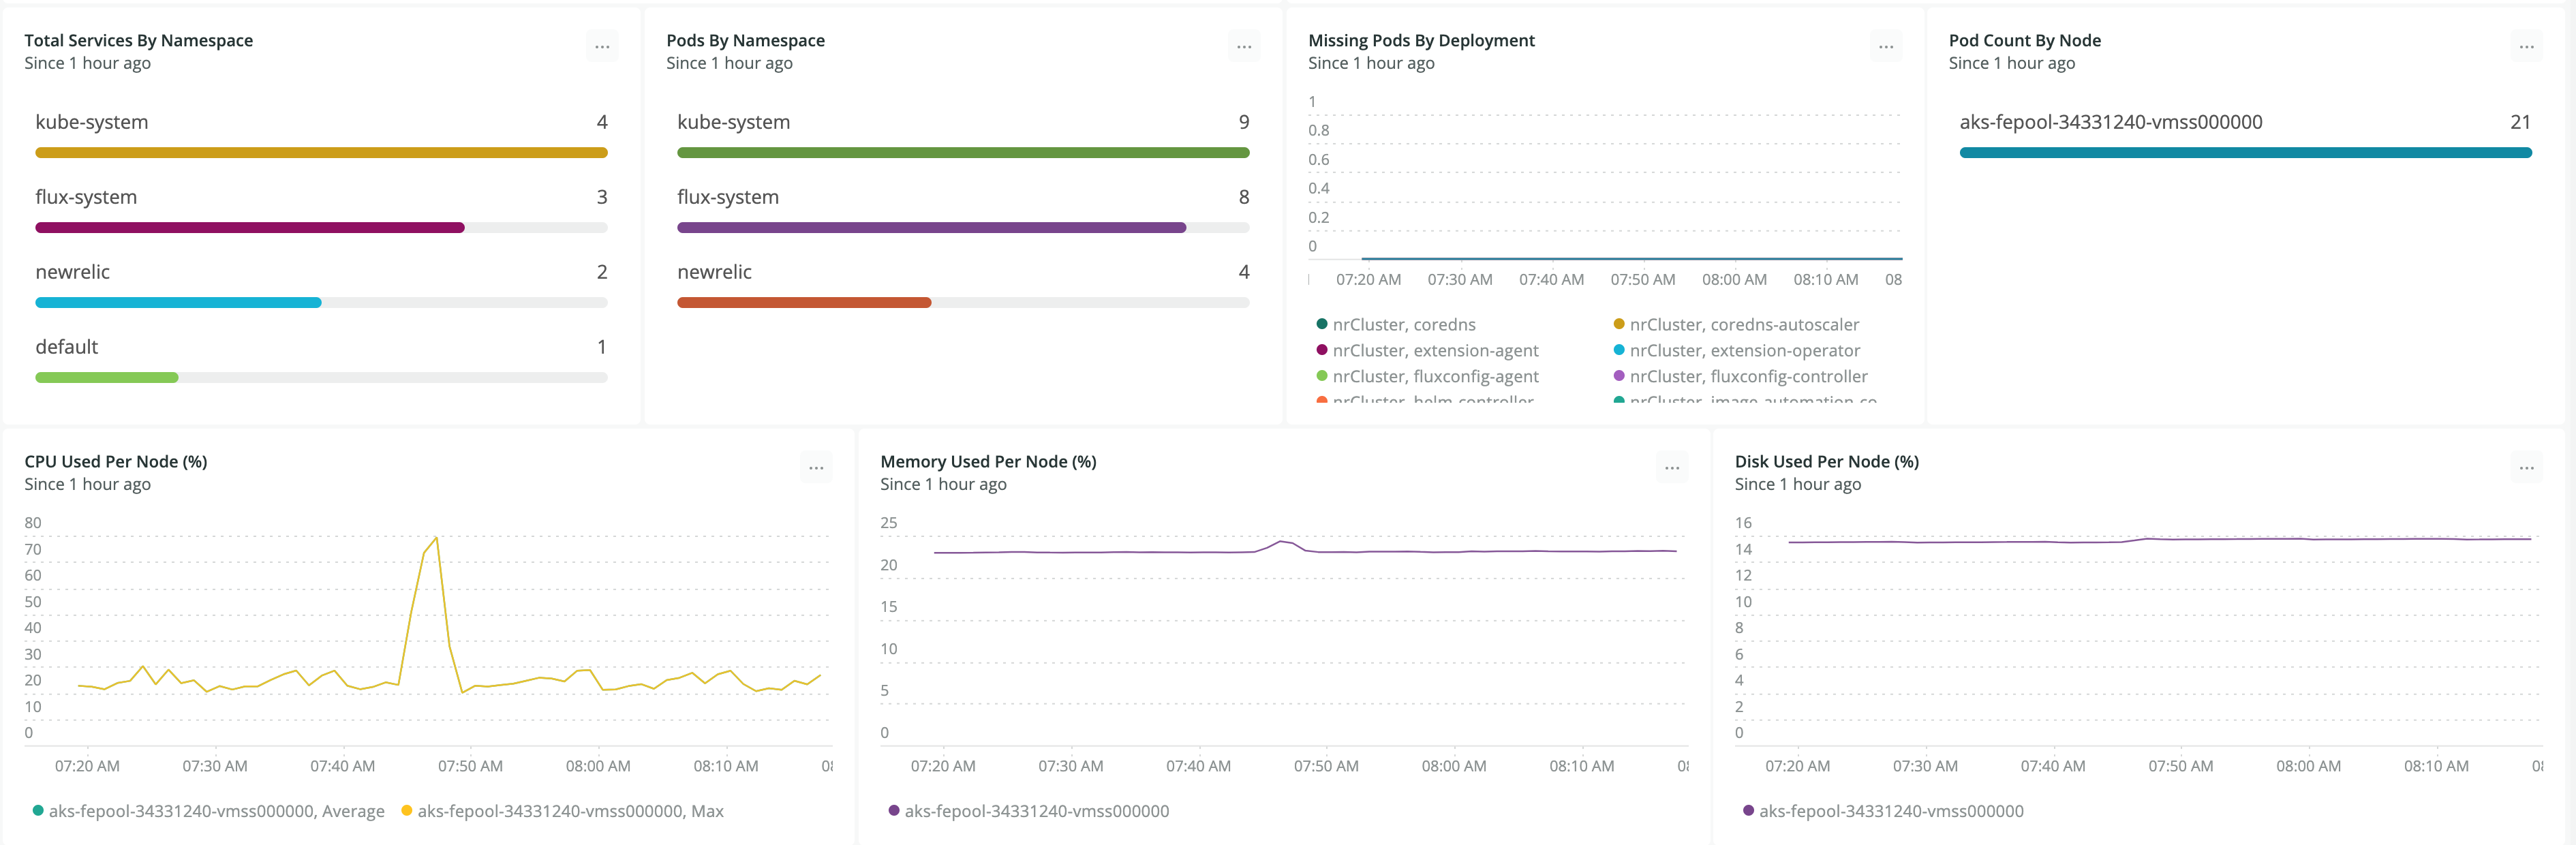 Total Services By Namespace
Since 1 hour ago
...
kube-system 4
flux-system 3
newrelic 2
default 1
Pods By Namespace
Since 1 hour ago
...
kube-system 9
flux-system 8
newrelic 4
Missing Pods By Deployment
Since 1 hour ago
...
1
0.8
0.6
0.4
0.2
0
07:20 AM 07:30 AM 07:40 AM 07:50 AM 08:00 AM 08:10 AM 08
nrCluster, coredns nrCluster, coredns-autoscaler
nrCluster, extension-agent nrCluster, extension-operator
nrCluster, fluxconfig-agent nrCluster, fluxconfig-controller
nrCluster, helm-controller nrCluster, image-automation-co
Pod Count By Node
Since 1 hour ago
...
aks-fepool-34331240-vmss000000 21
CPU Used Per Node (%)
Since 1 hour ago
...
80
70
60
50
40
30
20
10
0
07:20 AM 07:30 AM 07:40 AM 07:50 AM 08:00 AM 08:10 AM 08
aks-fepool-34331240-vmss000000, Average aks-fepool-34331240-vmss000000, Max
Memory Used Per Node (%)
Since 1 hour ago
...
25
20
15
10
5
0
07:20 AM 07:30 AM 07:40 AM 07:50 AM 08:00 AM 08:10 AM 08
aks-fepool-34331240-vmss000000
Disk Used Per Node (%)
Since 1 hour ago
...
16
14
12
10
8
6
4
2
0
07:20 AM 07:30 AM 07:40 AM 07:50 AM 08:00 AM 08:10 AM 08
aks-fepool-34331240-vmss000000